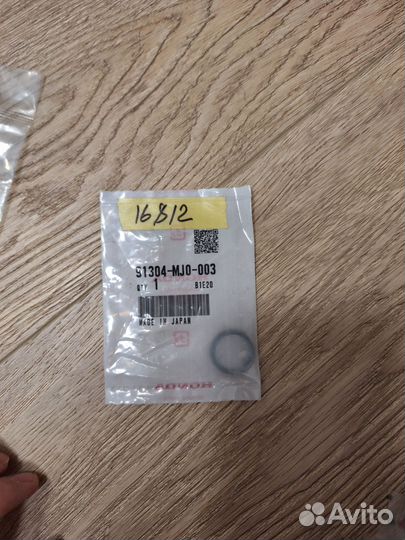 16812
91304-MJ0-003
QTY 1 B1E20
MADE IN JAPAN
HONDA
Avito